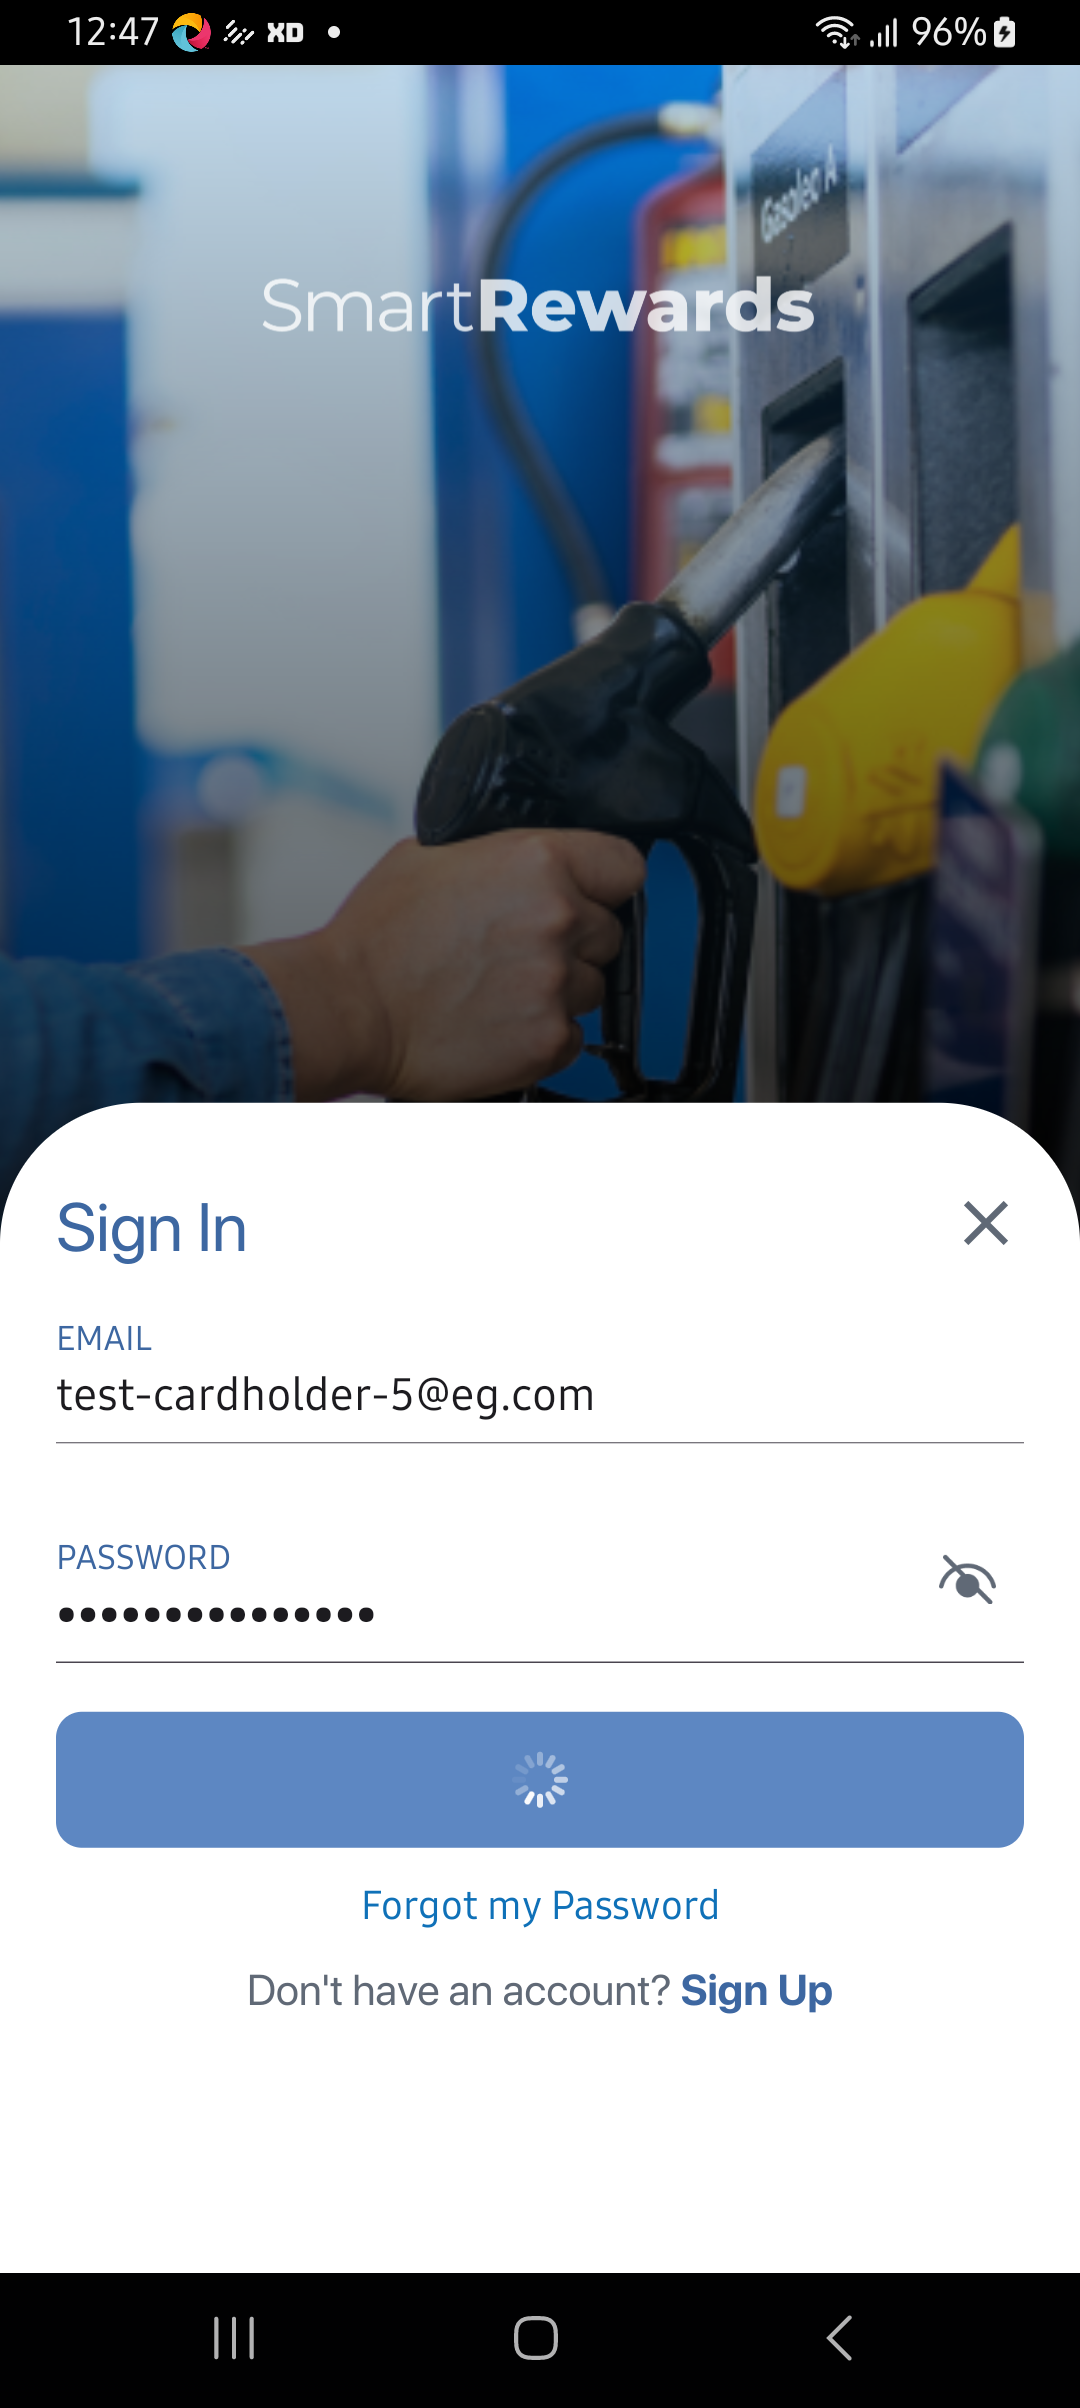 12:47 XD 96%
Gasoleo A
SmartRewards
Sign In
EMAIL
test-cardholder-5@eg.com
PASSWORD
••••••••••••••• 
Forgot my Password
Don't have an account? Sign Up